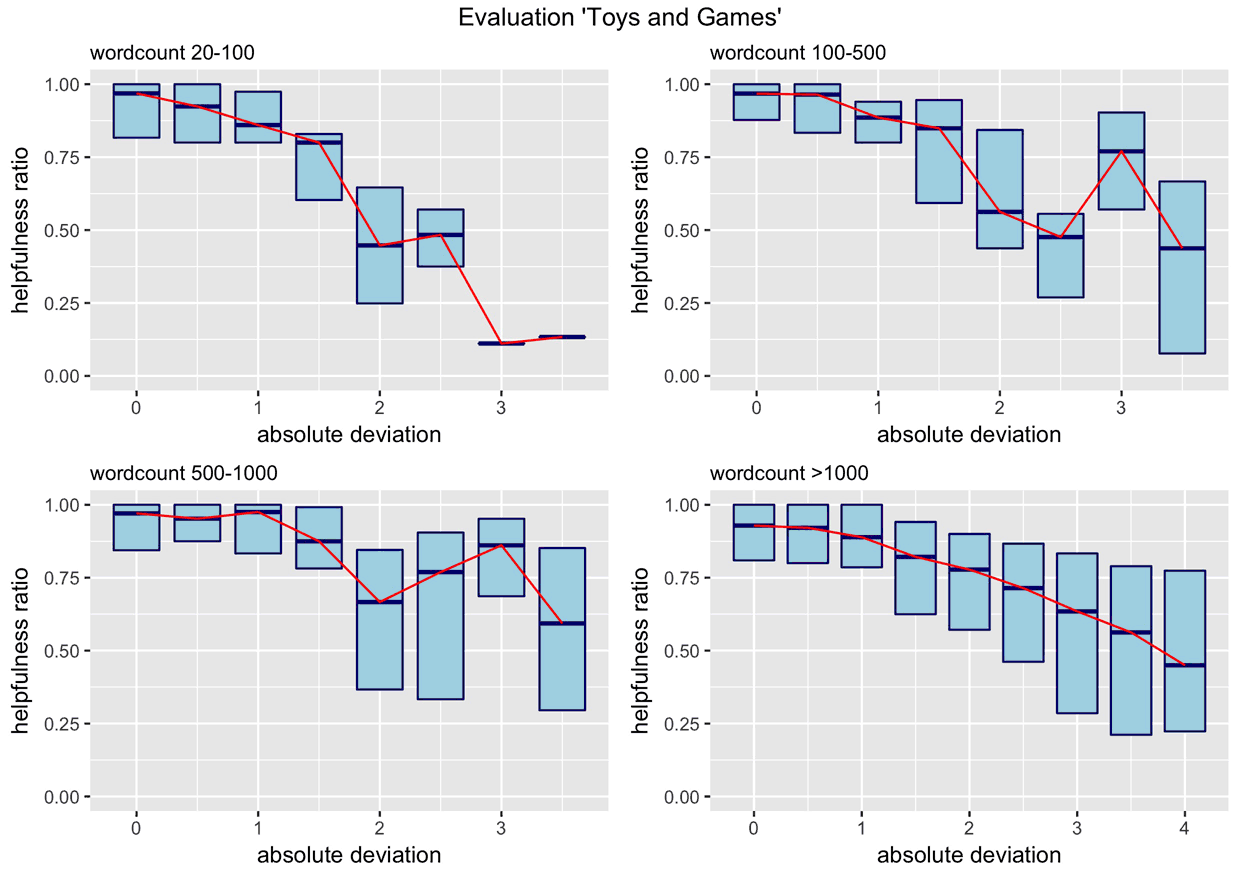 Evaluation 'Toys and Games'
wordcount 20-100
1.00
0.75
0.50
0.25
0.00
helpfulness ratio
0 1 2 3
absolute deviation
wordcount 100-500
1.00
0.75
0.50
0.25
0.00
helpfulness ratio
0 1 2 3
absolute deviation
wordcount 500-1000
1.00
0.75
0.50
0.25
0.00
helpfulness ratio
0 1 2 3
absolute deviation
wordcount >1000
1.00
0.75
0.50
0.25
0.00
helpfulness ratio
0 1 2 3 4
absolute deviation